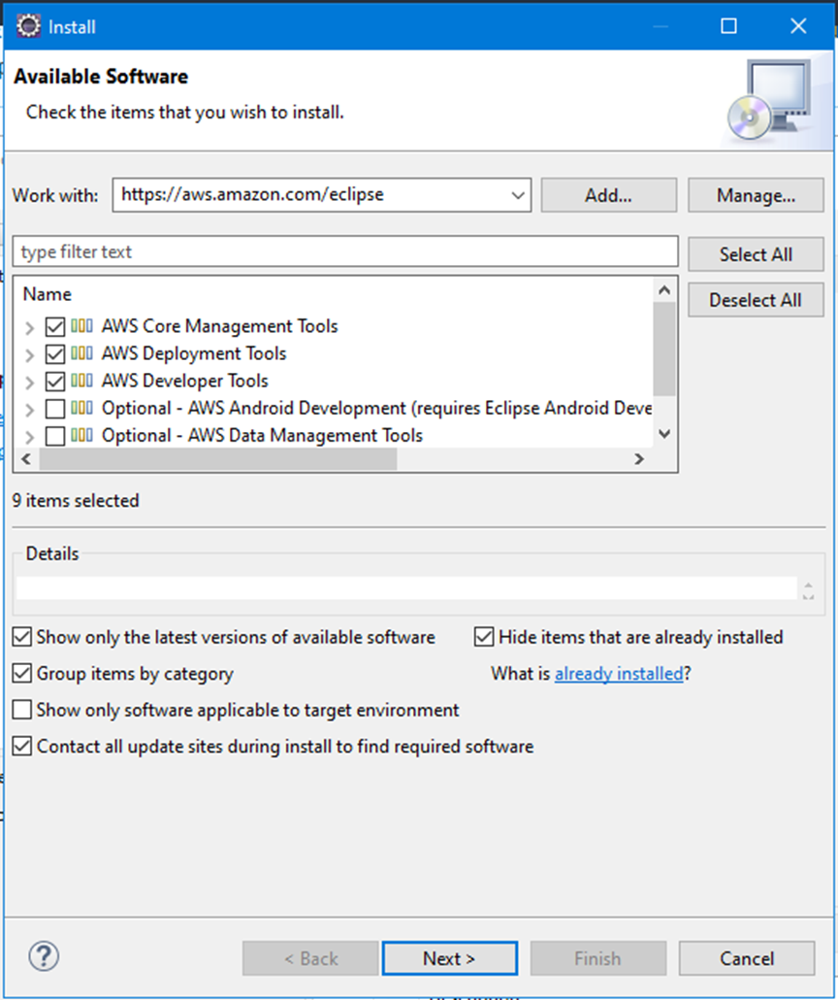 Install
Available Software
Check the items that you wish to install.
Work with: https://aws.amazon.com/eclipse Add... Manage...
type filter text Select All
Name Deselect All
AWS Core Management Tools
AWS Deployment Tools
AWS Developer Tools
Optional - AWS Android Development (requires Eclipse Android Deve
Optional - AWS Data Management Tools
9 items selected
Details
Show only the latest versions of available software Hide items that are already installed
Group items by category What is already installed?
Show only software applicable to target environment
Contact all update sites during install to find required software
? < Back Next > Finish Cancel